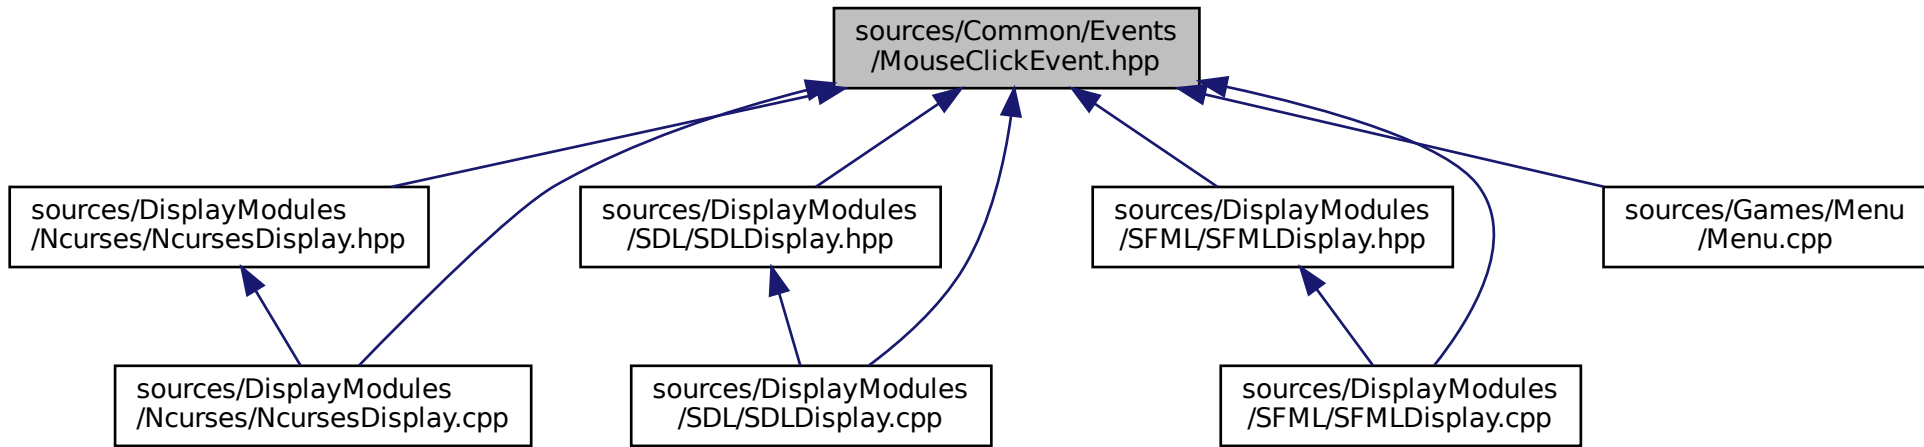 sources/Common/Events
/MouseClickEvent.hpp
sources/DisplayModules
/Ncurses/NcursesDisplay.hpp
sources/DisplayModules
/SDL/SDLDisplay.hpp
sources/DisplayModules
/SFML/SFMLDisplay.hpp
sources/Games/Menu
/Menu.cpp
sources/DisplayModules
/Ncurses/NcursesDisplay.cpp
sources/DisplayModules
/SDL/SDLDisplay.cpp
sources/DisplayModules
/SFML/SFMLDisplay.cpp